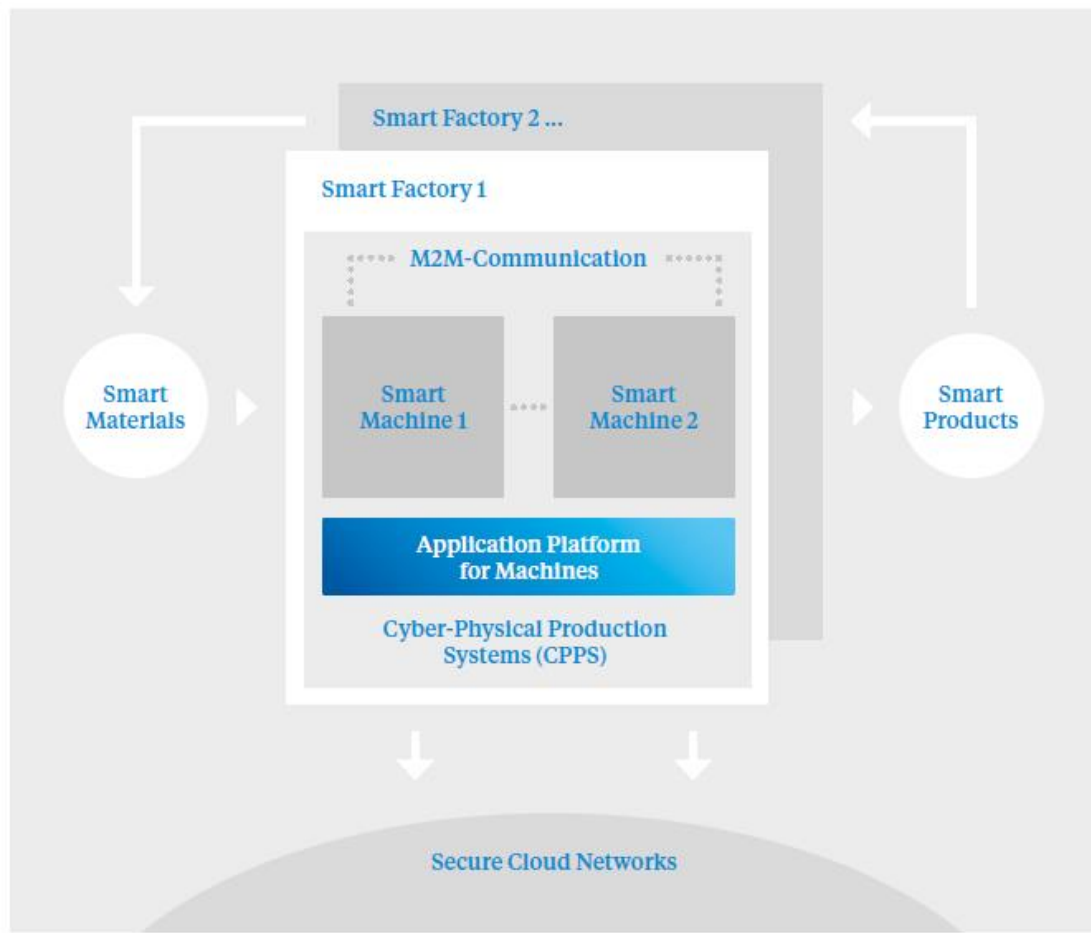 Smart Factory 2 ...
Smart Factory 1
M2M-Communication
Smart
Materials
Smart
Machine 1
Smart
Machine 2
Smart
Products
Application Platform
for Machines
Cyber-Physical Production
Systems (CPPS)
Secure Cloud Networks